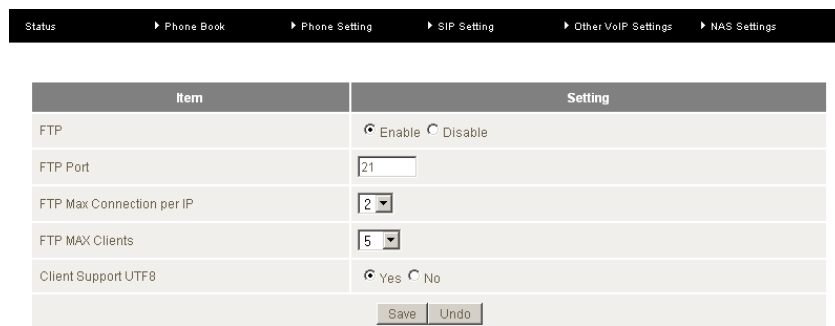 Status Phone Book Phone Setting SIP Setting Other VoIP Settings NAS Settings
Item Setting
FTP Enable Disable
FTP Port 21
FTP Max Connection per IP 2
FTP MAX Clients 5
Client Support UTF8 Yes No
Save Undo